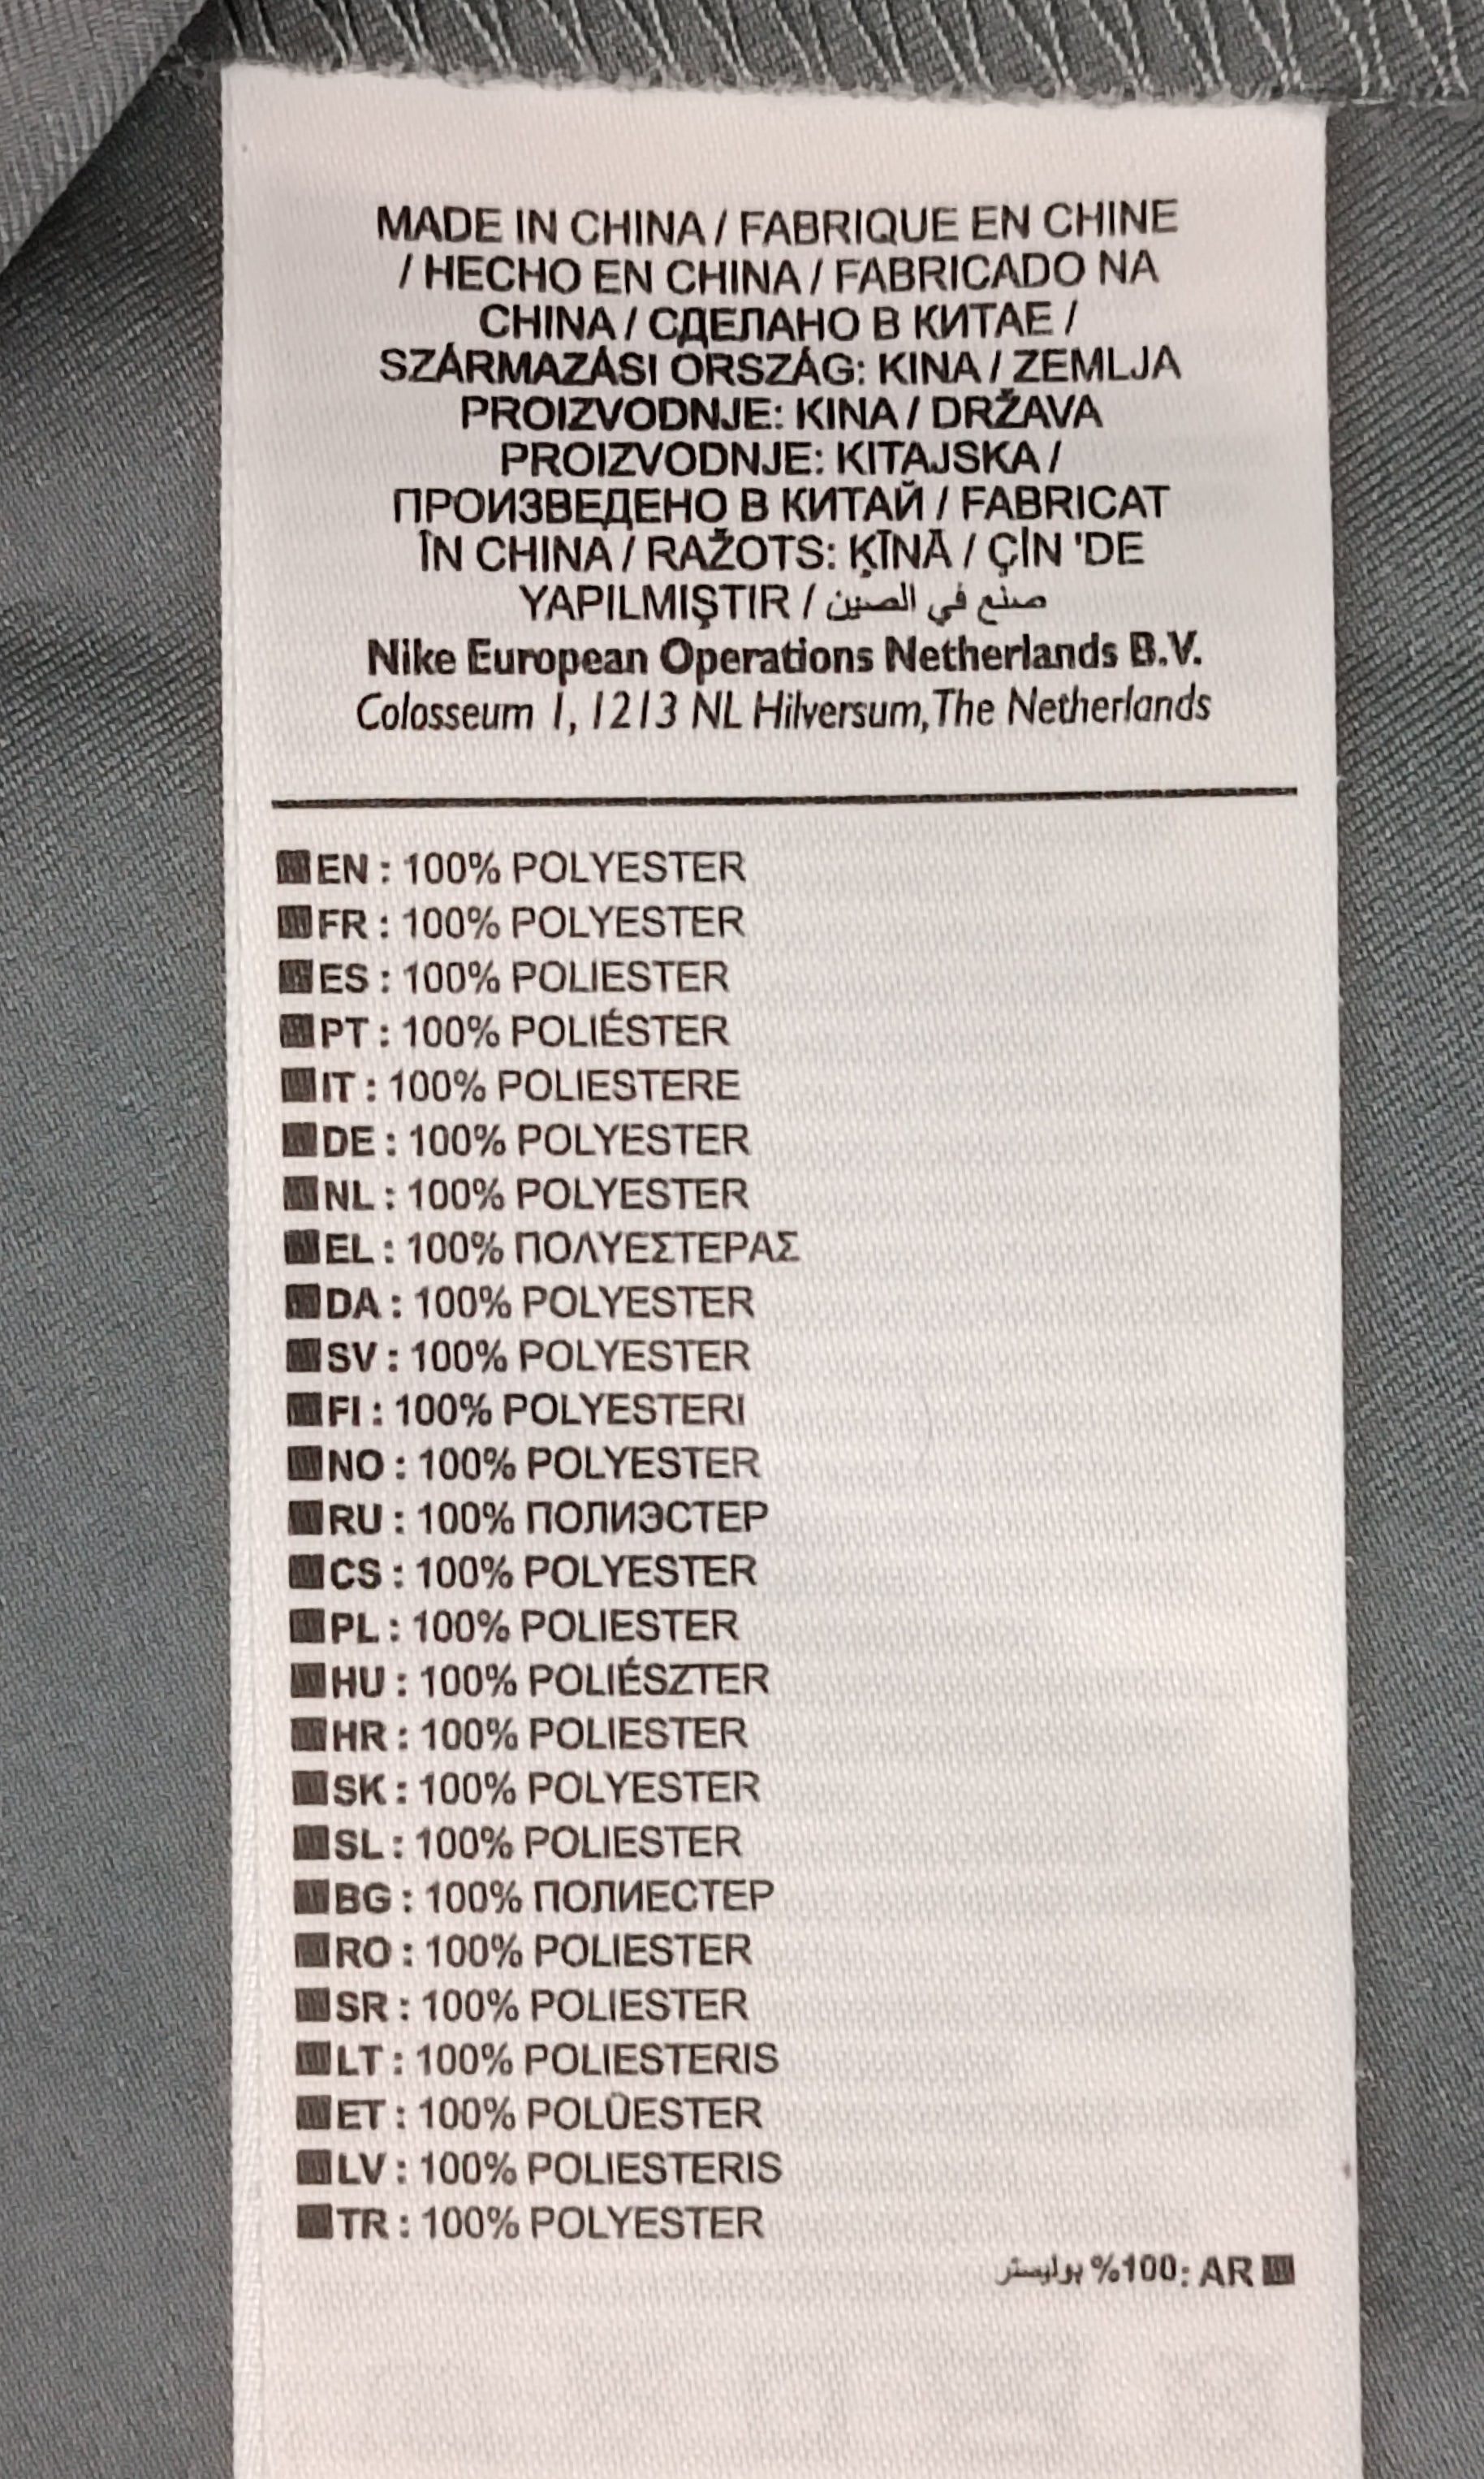 MADE IN CHINA / FABRIQUE EN CHINE
/ HECHO EN CHINA / FABRICADO NA
CHINA / СДЕЛАНО В КИТАЕ /
SZÁRMAZÁSI ORSZÁG: KINA / ZEMLJA
PROIZVODNJE: KINA / DRŽAVA
PROIZVODNJE: KITAJSKA /
ПРОИЗВЕДЕНО В КИТАЙ / FABRICAT
ÎN CHINA / RAŽOTS: ĶĪNĀ / ÇİN 'DE
YAPILMIŞTIR / صنع في الصين
Nike European Operations Netherlands B.V.
Colosseum 1, 1213 NL Hilversum, The Netherlands
■EN : 100% POLYESTER
■FR : 100% POLYESTER
■ES : 100% POLIESTER
■PT : 100% POLIÉSTER
■IT : 100% POLIESTERE
■DE : 100% POLYESTER
■NL : 100% POLYESTER
■EL : 100% ΠΟΛΥΕΣΤΕΡΑΣ
■DA : 100% POLYESTER
■SV : 100% POLYESTER
■FI : 100% POLYESTERI
■NO : 100% POLYESTER
■RU : 100% ПОЛИЭСТЕР
■CS : 100% POLYESTER
■PL : 100% POLIESTER
■HU : 100% POLIÉSZTER
■HR : 100% POLIESTER
■SK : 100% POLYESTER
■SL : 100% POLIESTER
■BG : 100% ПОЛИЕСТЕР
■RO : 100% POLIESTER
■SR : 100% POLIESTER
■LT : 100% POLIESTERIS
■ET : 100% POLÜESTER
■LV : 100% POLIESTERIS
■TR : 100% POLYESTER
■ AR :100% بوليستر